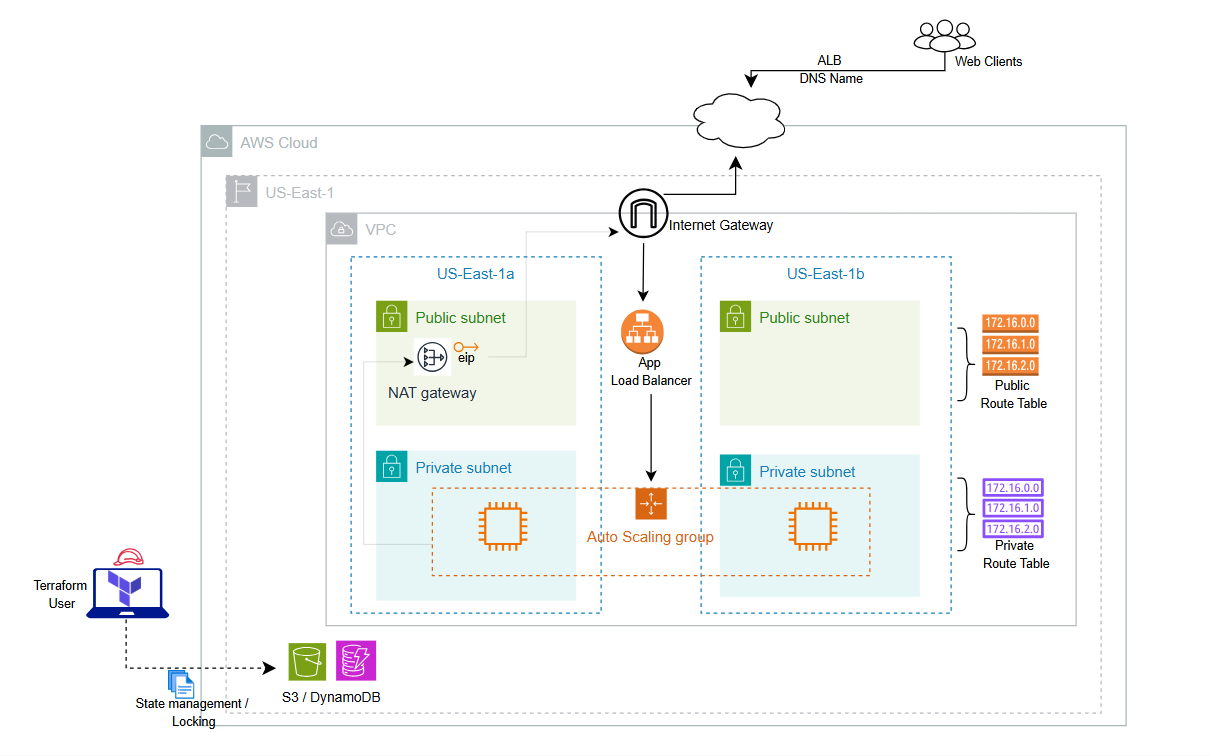 Web Clients
ALB
DNS Name
AWS Cloud
US-East-1
Internet Gateway
VPC
US-East-1a
US-East-1b
Public subnet
eip
NAT gateway
App
Load Balancer
Public subnet
172.16.0.0
172.16.1.0
172.16.2.0
Public
Route Table
Private subnet
Private subnet
Auto Scaling group
172.16.0.0
172.16.1.0
172.16.2.0
Private
Route Table
Terraform
User
S3 / DynamoDB
State management /
Locking